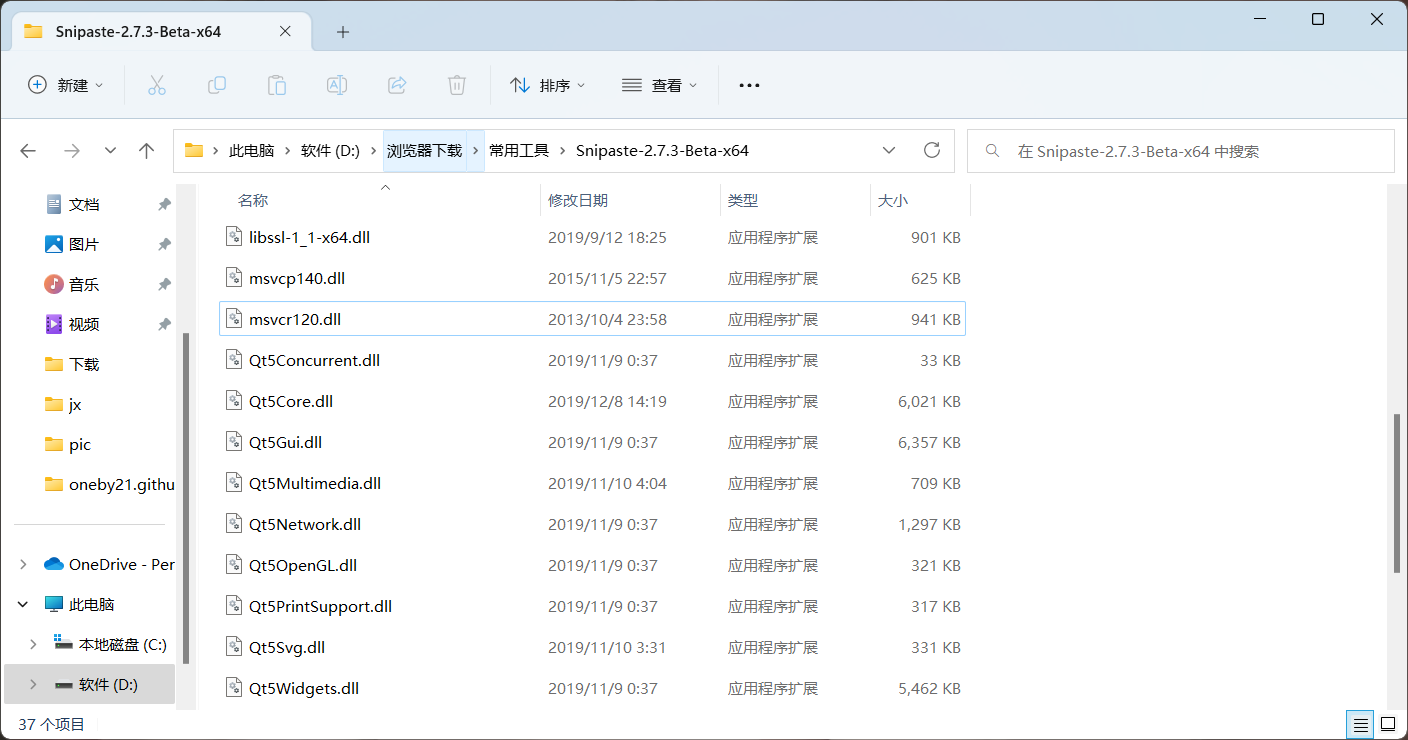 Snipaste-2.7.3-Beta-x64
新建 排序 查看
此电脑 软件 (D:) 浏览器下载 常用工具 Snipaste-2.7.3-Beta-x64 在 Snipaste-2.7.3-Beta-x64 中搜索
文档
图片
音乐
视频
下载
jx
pic
oneby21.githu
OneDrive - Per
此电脑
本地磁盘 (C:)
软件 (D:)
名称 修改日期 类型 大小
libssl-1_1-x64.dll 2019/9/12 18:25 应用程序扩展 901 KB
msvcp140.dll 2015/11/5 22:57 应用程序扩展 625 KB
msvcr120.dll 2013/10/4 23:58 应用程序扩展 941 KB
Qt5Concurrent.dll 2019/11/9 0:37 应用程序扩展 33 KB
Qt5Core.dll 2019/12/8 14:19 应用程序扩展 6,021 KB
Qt5Gui.dll 2019/11/9 0:37 应用程序扩展 6,357 KB
Qt5Multimedia.dll 2019/11/10 4:04 应用程序扩展 709 KB
Qt5Network.dll 2019/11/9 0:37 应用程序扩展 1,297 KB
Qt5OpenGL.dll 2019/11/9 0:37 应用程序扩展 321 KB
Qt5PrintSupport.dll 2019/11/9 0:37 应用程序扩展 317 KB
Qt5Svg.dll 2019/11/10 3:31 应用程序扩展 331 KB
Qt5Widgets.dll 2019/11/9 0:37 应用程序扩展 5,462 KB
37 个项目